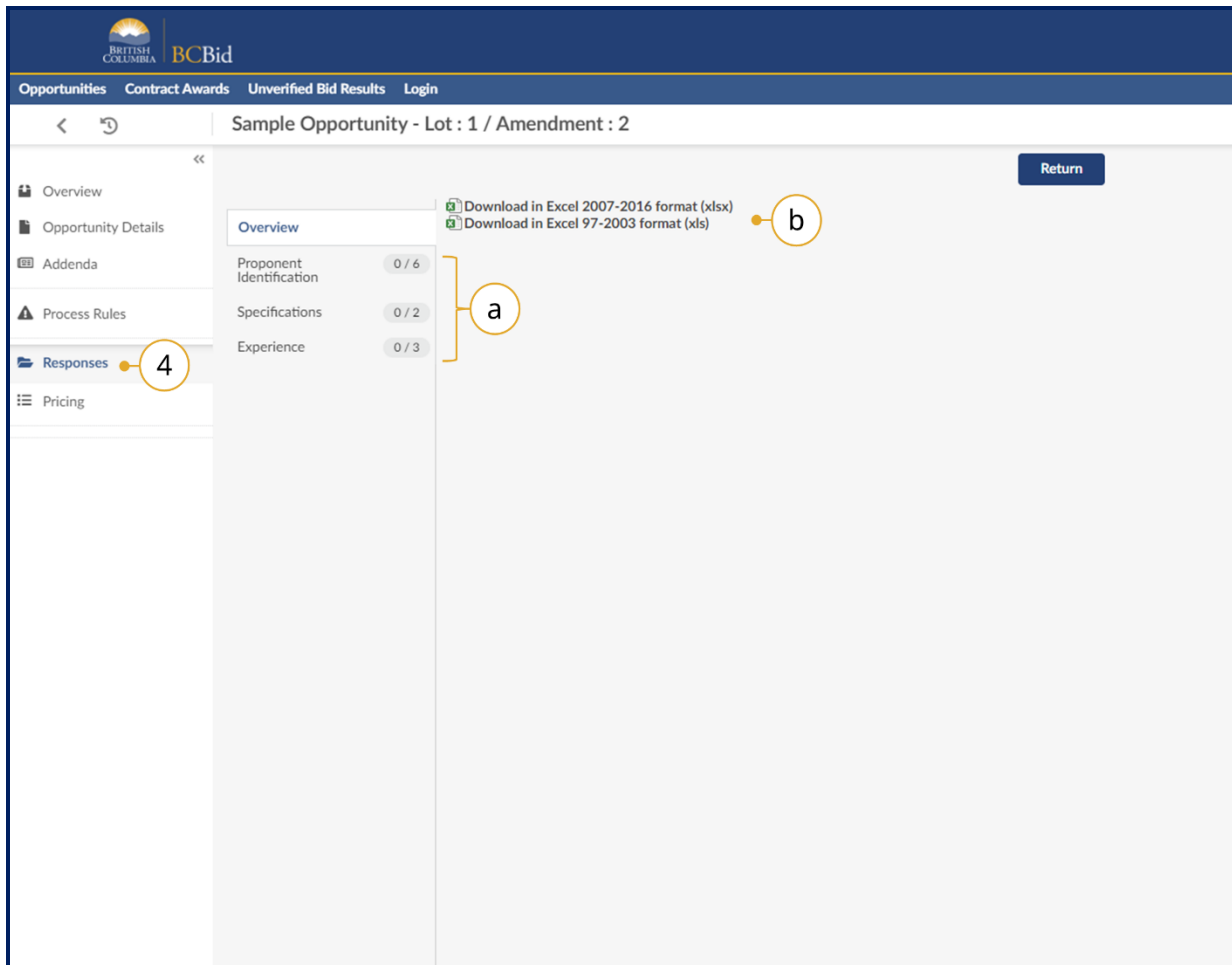 BRITISH
COLUMBIA
BCBid
Opportunities Contract Awards Unverified Bid Results Login
Sample Opportunity - Lot : 1 / Amendment : 2
Return
Overview
Opportunity Details
Addenda
Process Rules
Responses
4
Pricing
Overview
Proponent
Identification
0 / 6
Specifications 0 / 2
Experience 0 / 3
a
Download in Excel 2007-2016 format (xlsx)
Download in Excel 97-2003 format (xls)
b